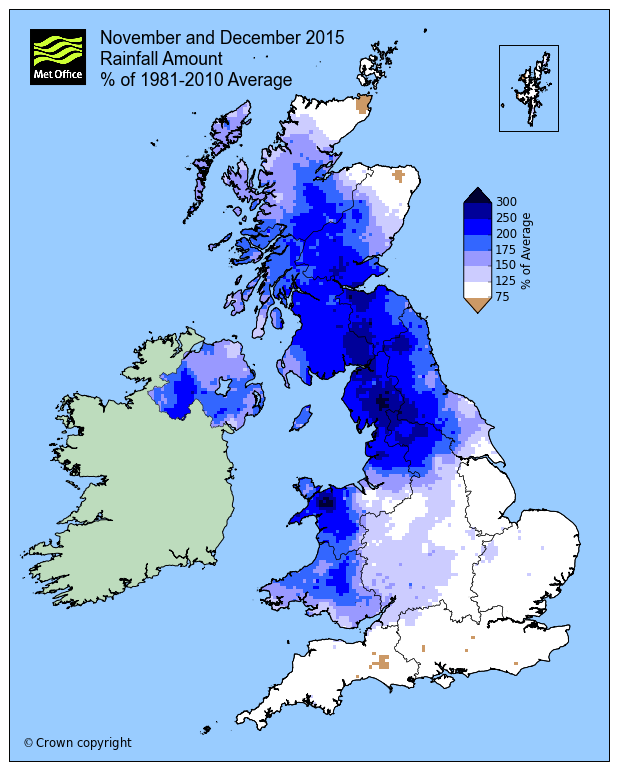 November and December 2015
Rainfall Amount
% of 1981-2010 Average
Met Office
300
250
200
175
150
125
75
% of Average
© Crown copyright